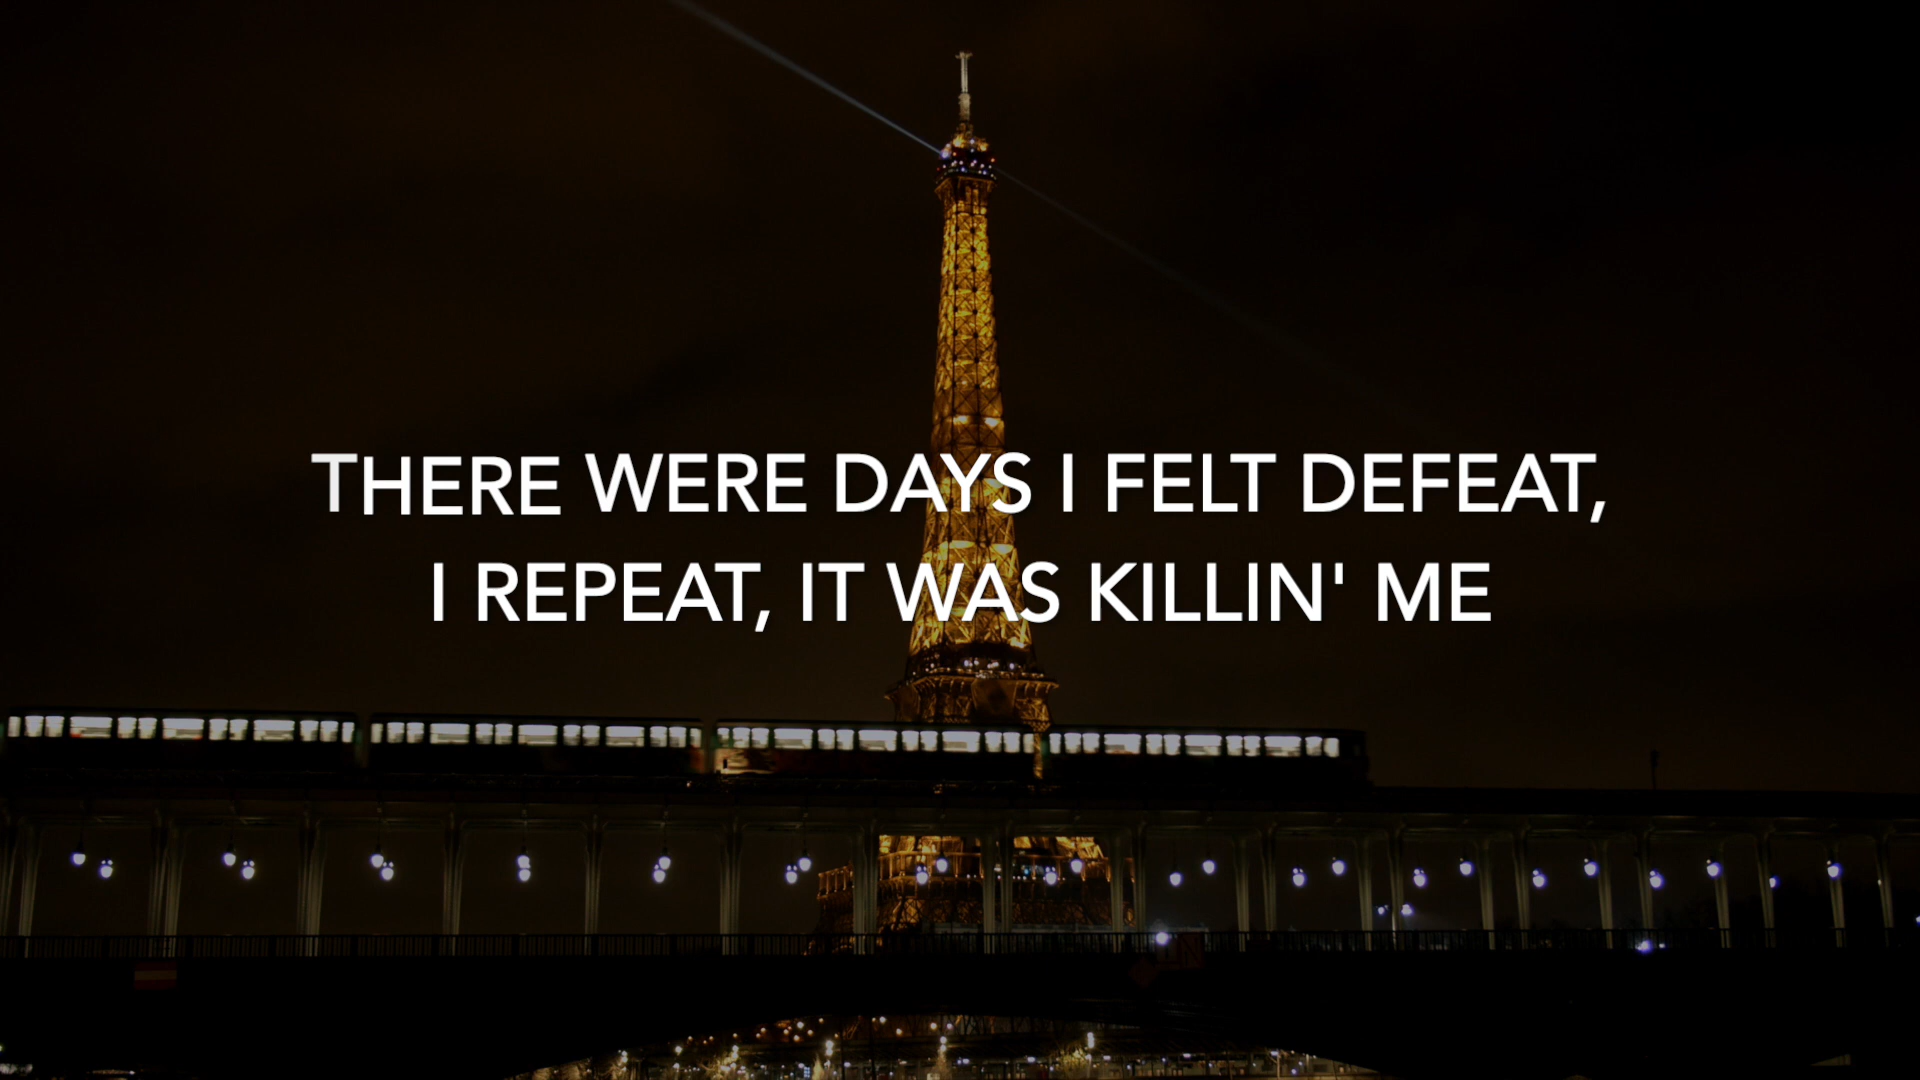 THERE WERE DAYS I FELT DEFEAT,
I REPEAT, IT WAS KILLIN' ME